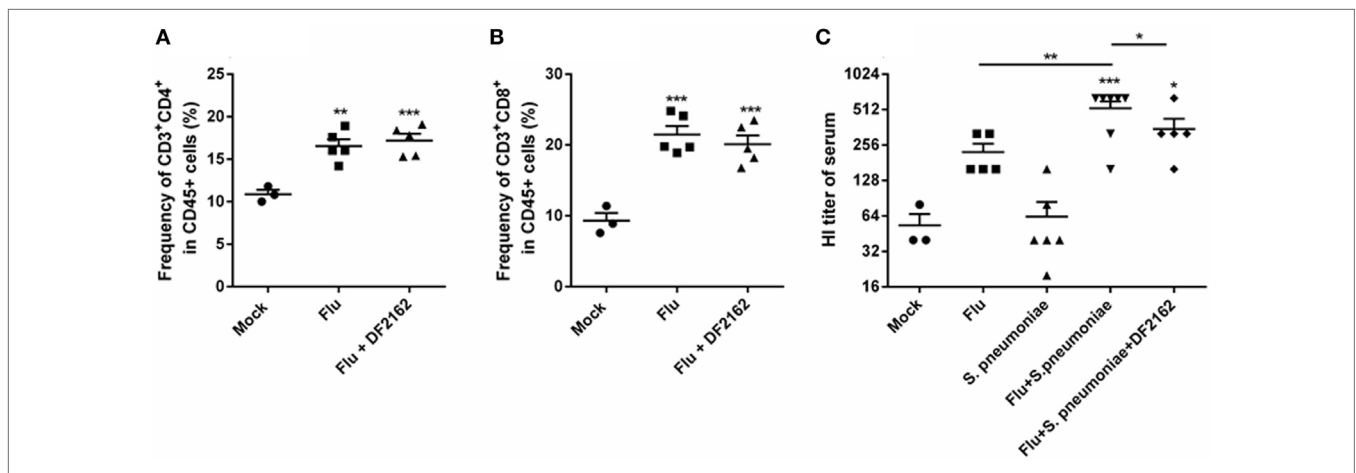 A
Frequency of CD3+CD4+
in CD45+ cells (%)
25
20
15
10
5
0
**
***
Mock
Flu
Flu + DF2162
B
Frequency of CD3+CD8+
in CD45+ cells (%)
30
20
10
0
***
***
Mock
Flu
Flu + DF2162
C
HI titer of serum
1024
512
256
128
64
32
16
**
*
***
*
Mock
Flu
S. pneumoniae
Flu+S.pneumoniae
Flu+S. pneumoniae+DF2162